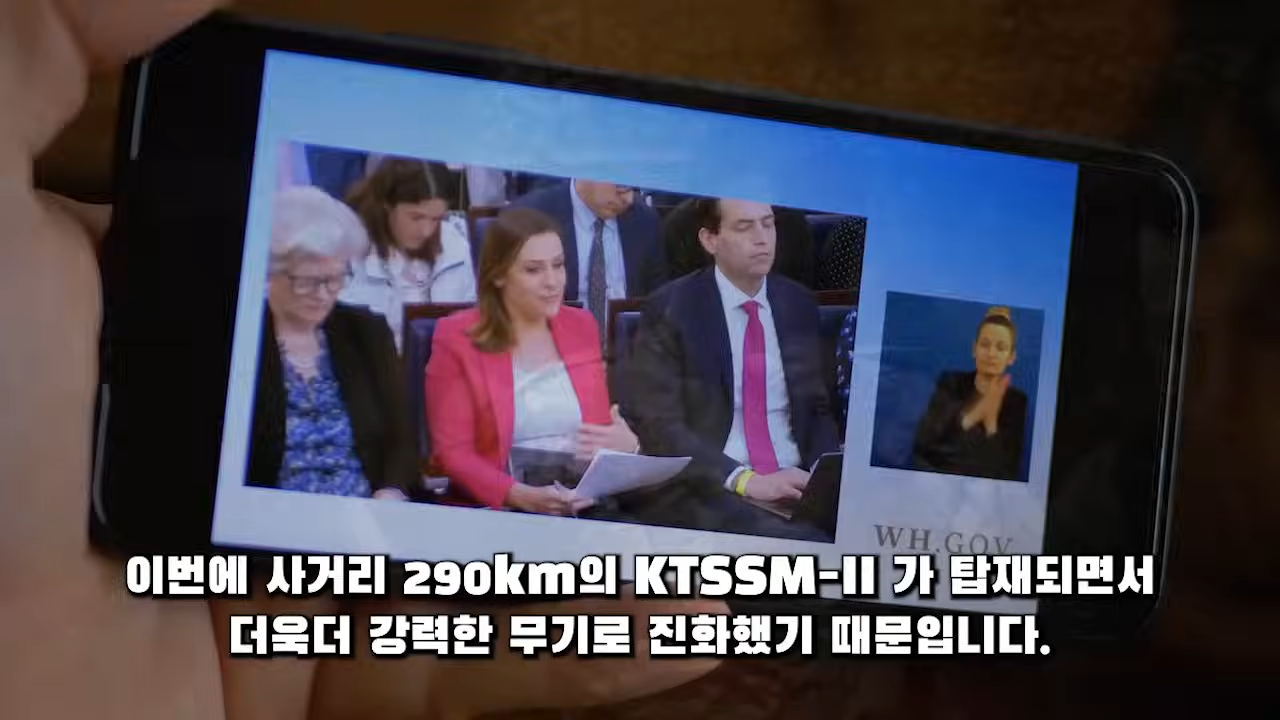 WH.GOV
이번에 사거리 290km의 KTSSM-II 가 탑재되면서
더욱더 강력한 무기로 진화했기 때문입니다.